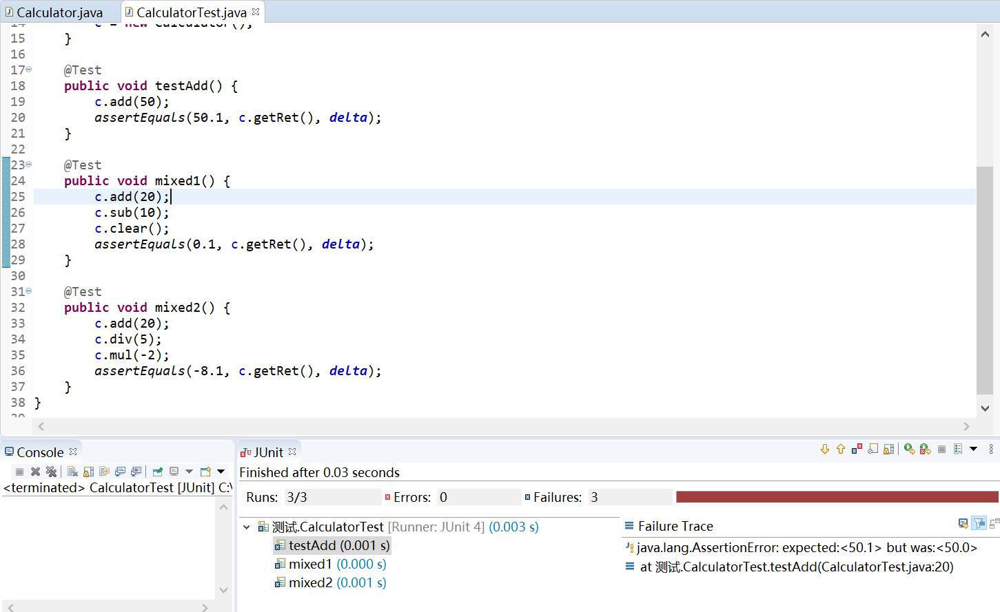 Calculator.java
CalculatorTest.java
14 c = new Calculator();
15 }
16
17 @Test
18 public void testAdd() {
19 c.add(50);
20 assertEquals(50.1, c.getRet(), delta);
21 }
22
23 @Test
24 public void mixed1() {
25 c.add(20);
26 c.sub(10);
27 c.clear();
28 assertEquals(0.1, c.getRet(), delta);
29 }
30
31 @Test
32 public void mixed2() {
33 c.add(20);
34 c.div(5);
35 c.mul(-2);
36 assertEquals(-8.1, c.getRet(), delta);
37 }
38 }
39
Console
<terminated> CalculatorTest [JUnit] C:\
JUnit
Finished after 0.03 seconds
Runs: 3/3 Errors: 0 Failures: 3
测试.CalculatorTest [Runner: JUnit 4] (0.003 s)
testAdd (0.001 s)
mixed1 (0.000 s)
mixed2 (0.001 s)
Failure Trace
java.lang.AssertionError: expected:<50.1> but was:<50.0>
at 测试.CalculatorTest.testAdd(CalculatorTest.java:20)